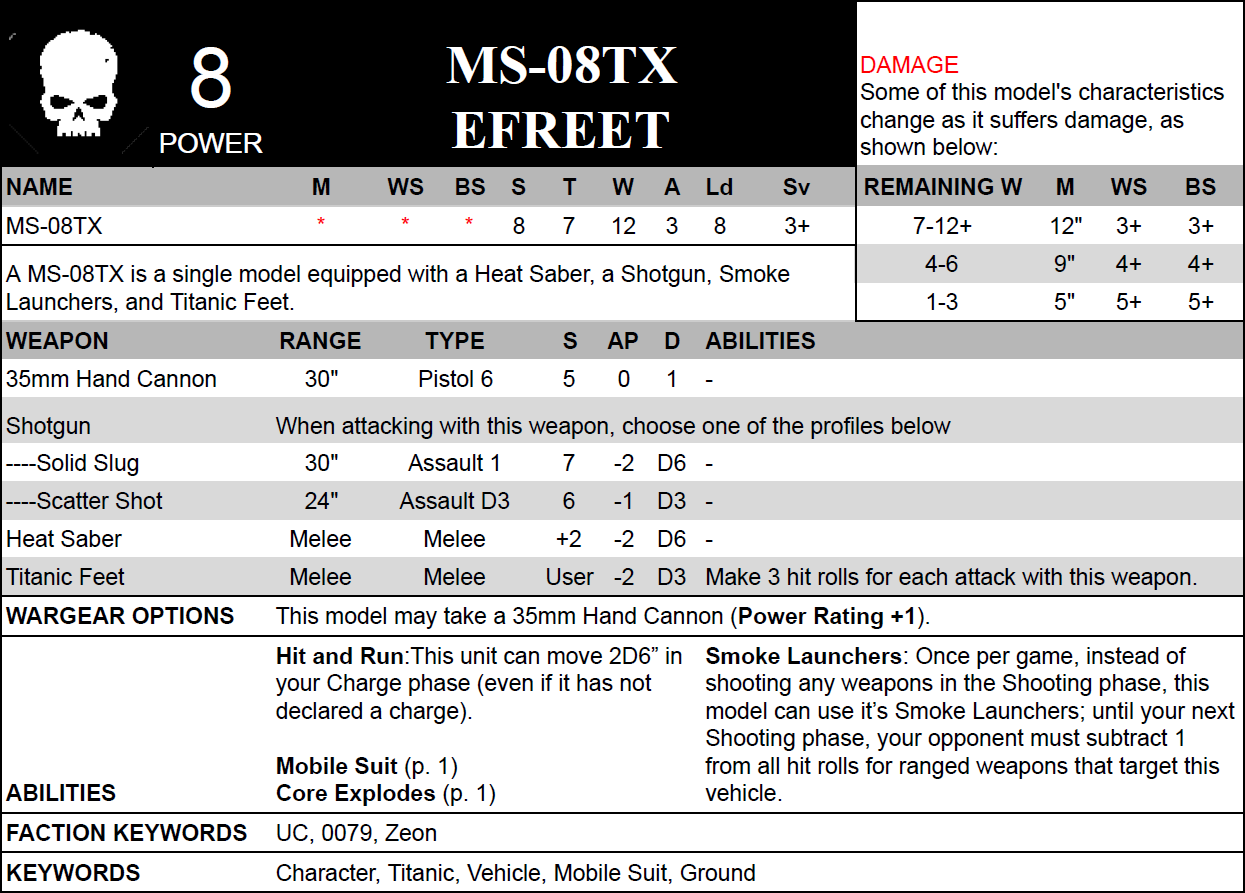 8
POWER
MS-08TX
EFREET
DAMAGE
Some of this model's characteristics
change as it suffers damage, as
shown below:
NAME M WS BS S T W A Ld Sv
MS-08TX * * * 8 7 12 3 8 3+
A MS-08TX is a single model equipped with a Heat Saber, a Shotgun, Smoke
Launchers, and Titanic Feet.
REMAINING W M WS BS
7-12+ 12" 3+ 3+
4-6 9" 4+ 4+
1-3 5" 5+ 5+
WEAPON RANGE TYPE S AP D ABILITIES
35mm Hand Cannon 30" Pistol 6 5 0 1 -
Shotgun When attacking with this weapon, choose one of the profiles below
----Solid Slug 30" Assault 1 7 -2 D6 -
----Scatter Shot 24" Assault D3 6 -1 D3 -
Heat Saber Melee Melee +2 -2 D6 -
Titanic Feet Melee Melee User -2 D3 Make 3 hit rolls for each attack with this weapon.
WARGEAR OPTIONS This model may take a 35mm Hand Cannon (Power Rating +1).
ABILITIES
Hit and Run:This unit can move 2D6” in
your Charge phase (even if it has not
declared a charge).
Mobile Suit (p. 1)
Core Explodes (p. 1)
Smoke Launchers: Once per game, instead of
shooting any weapons in the Shooting phase, this
model can use it’s Smoke Launchers; until your next
Shooting phase, your opponent must subtract 1
from all hit rolls for ranged weapons that target this
vehicle.
FACTION KEYWORDS UC, 0079, Zeon
KEYWORDS Character, Titanic, Vehicle, Mobile Suit, Ground